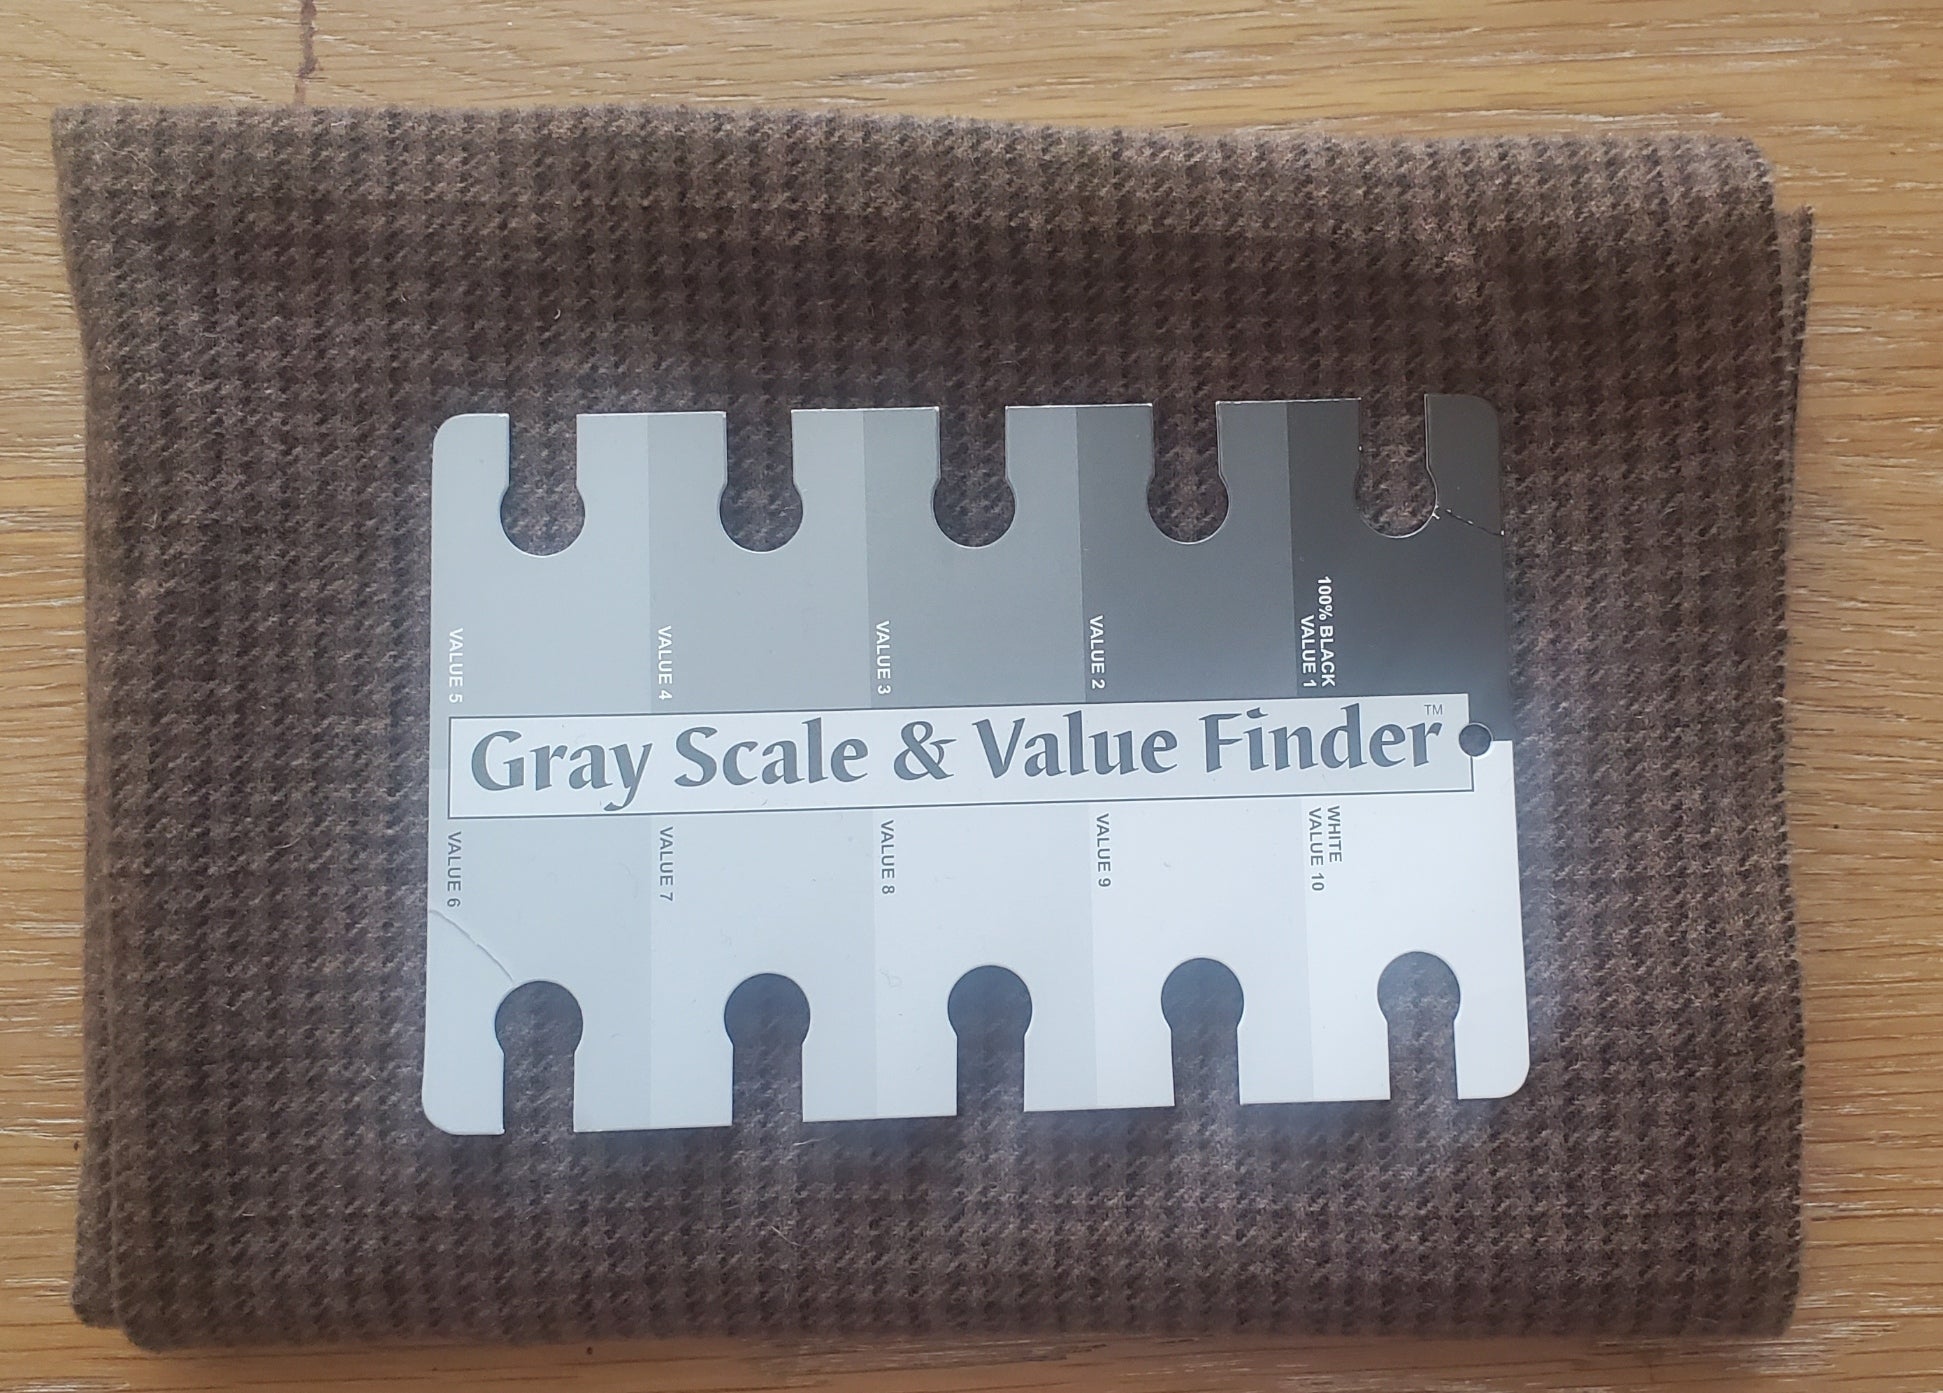 VALUE 5
VALUE 4
VALUE 3
VALUE 2
100% BLACK
VALUE 1
Gray Scale & Value Finder™
VALUE 6
VALUE 7
VALUE 8
VALUE 9
WHITE
VALUE 10